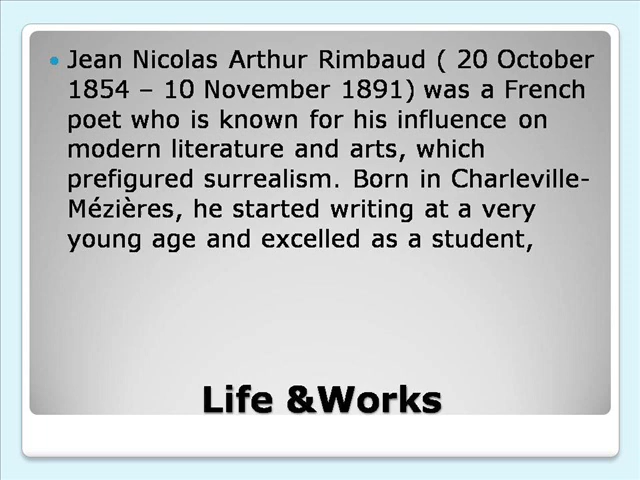 Jean Nicolas Arthur Rimbaud ( 20 October
1854 – 10 November 1891) was a French
poet who is known for his influence on
modern literature and arts, which
prefigured surrealism. Born in Charleville-
Mézières, he started writing at a very
young age and excelled as a student,
Life &Works